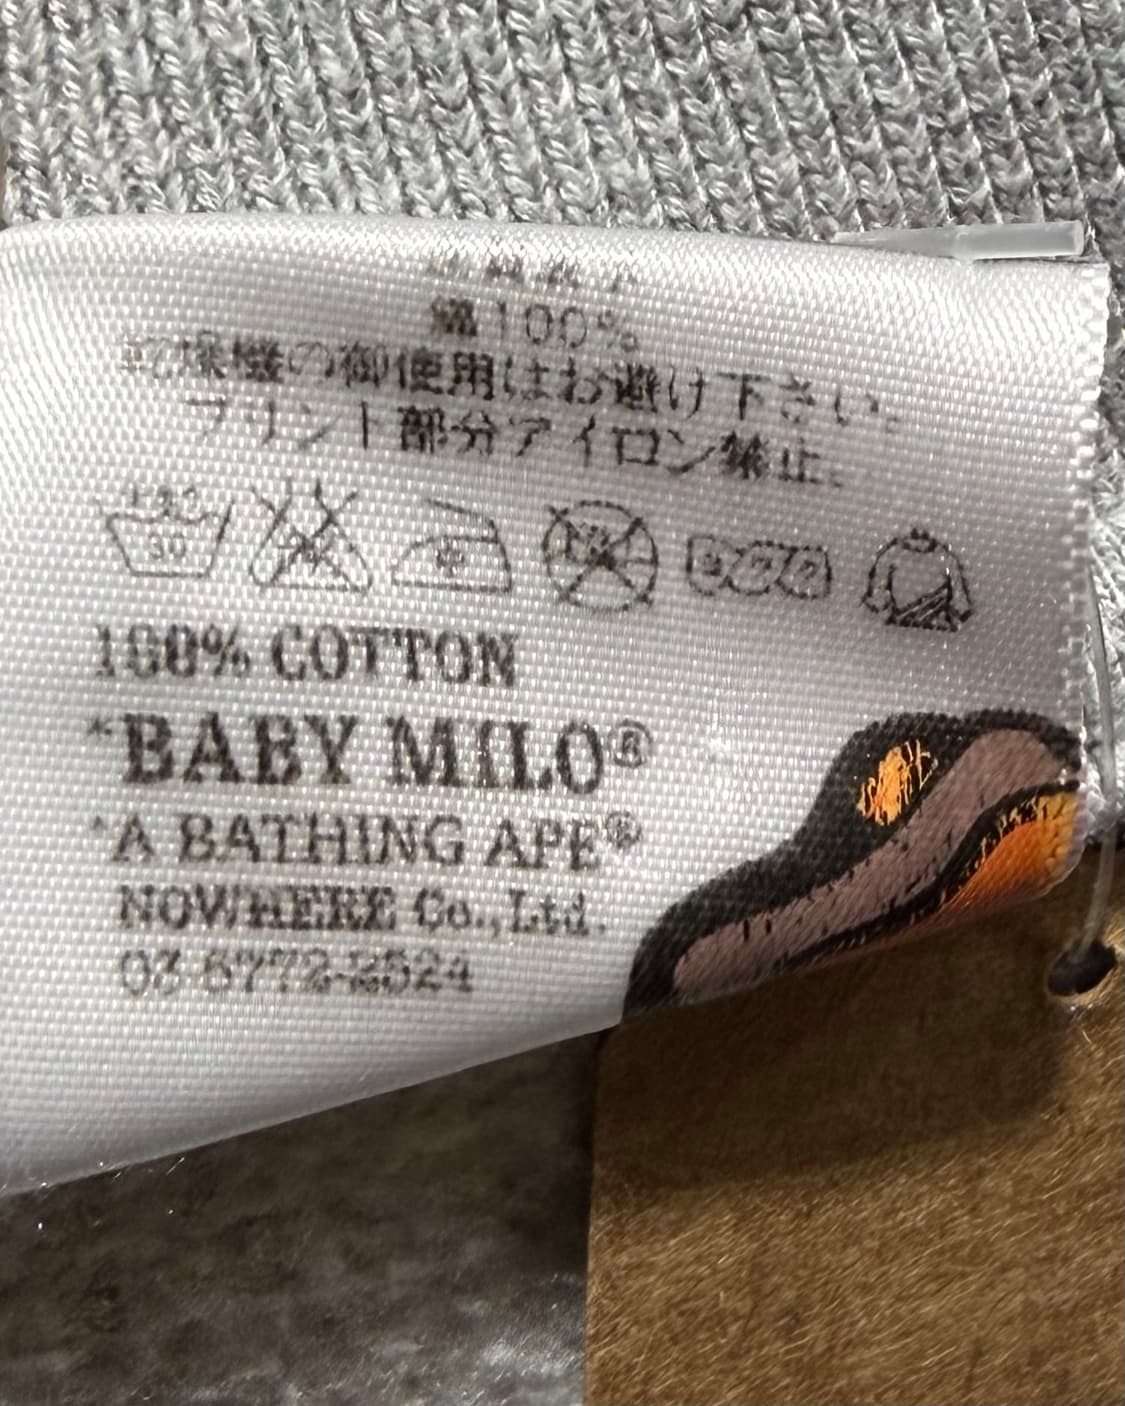 綿100%
乾燥機の御使用はお避け下さい。
プリント部分アイロン禁止。
30
100% COTTON
*BABY MILO®
*A BATHING APE®
NOWHERE Co.,Ltd.
03-5772-2524